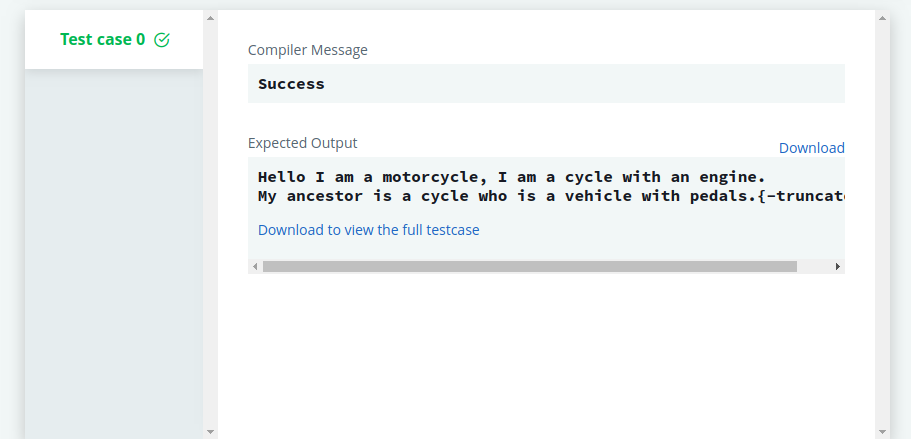 Test case 0
Compiler Message
Success
Expected Output
Download
Hello I am a motorcycle, I am a cycle with an engine.
My ancestor is a cycle who is a vehicle with pedals.{-truncat
Download to view the full testcase